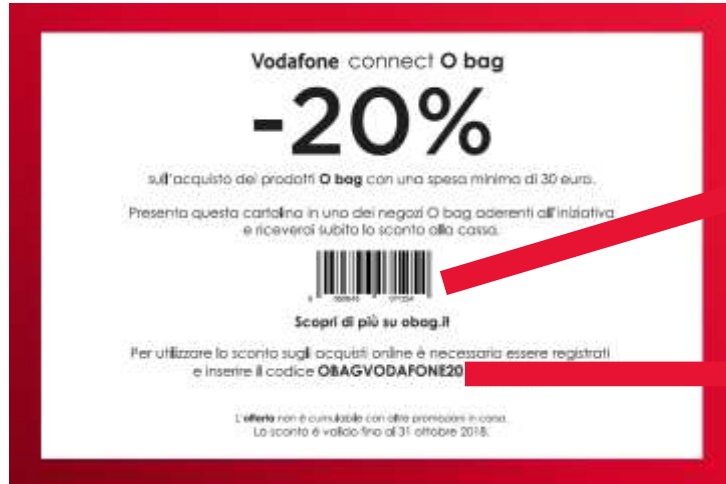 Vodafone connect O bag
-20%
sull'acquisto dei prodotti O bag con una spesa minima di 30 euro.
Presenta questa cartolina in uno dei negozi O bag aderenti all'iniziativa
e riceverai subito lo sconto alla cassa.
Scopri di più su obag.it
Per utilizzare lo sconto sugli acquisti online è necessario essere registrati
e inserire il codice OBAGVODAFONE20
L'offerta non è cumulabile con altre promozioni in corso.
Lo sconto è valido fino al 31 ottobre 2018.